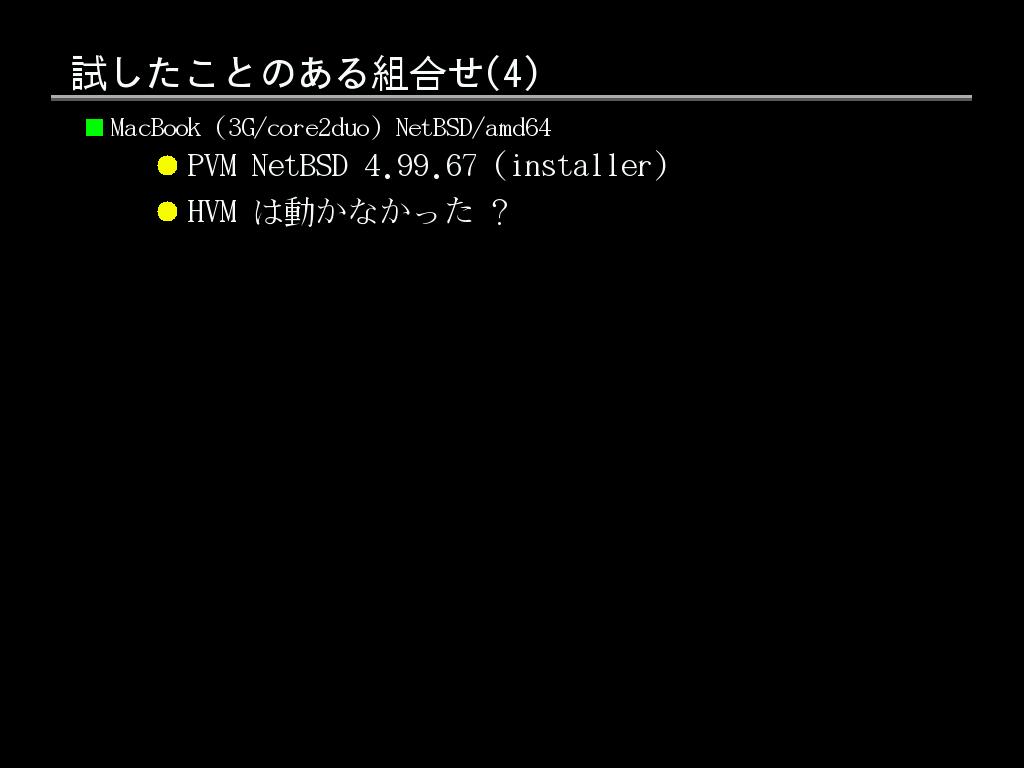 試したことのある組合せ(4)
MacBook (3G/core2duo) NetBSD/amd64
PVM NetBSD 4.99.67 (installer)
HVM は動かなかった ？